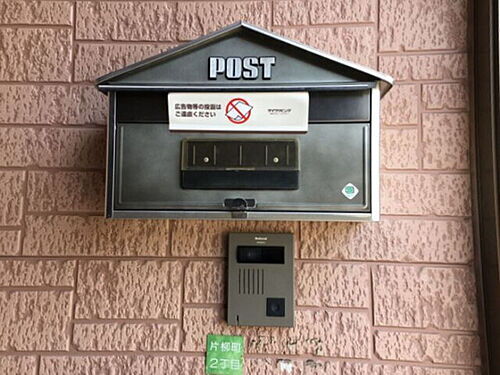 POST
広告物等の投函は
ご遠慮ください
National
片柳町
2丁目